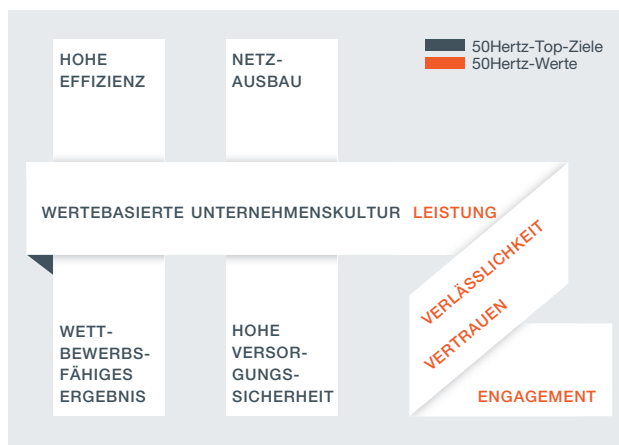 50Hertz-Top-Ziele
50Hertz-Werte
HOHE
EFFIZIENZ
NETZ-
AUSBAU
WERTEBASIERTE UNTERNEHMENSKULTUR LEISTUNG
VERLÄSSLICHKEIT
VERTRAUEN
ENGAGEMENT
WETT-
BEWERBS-
FÄHIGES
ERGEBNIS
HOHE
VERSOR-
GUNGS-
SICHERHEIT